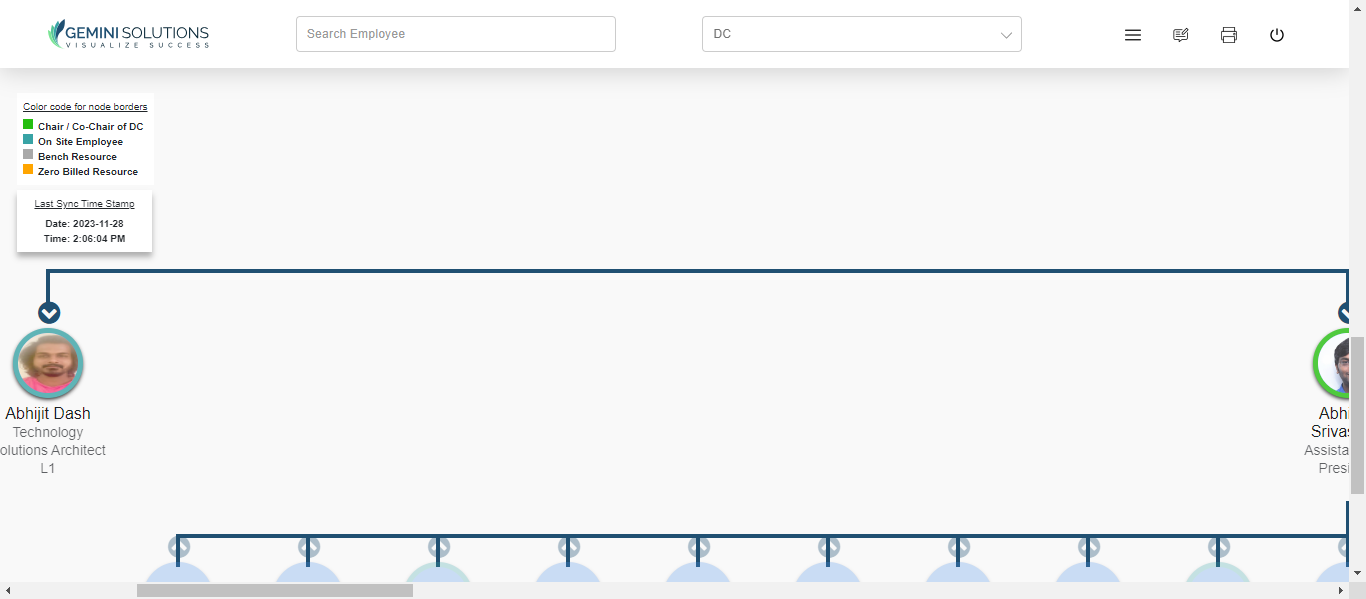 GEMINI SOLUTIONS
VISUALIZE SUCCESS
Search Employee
DC
Color code for node borders
Chair / Co-Chair of DC
On Site Employee
Bench Resource
Zero Billed Resource
Last Sync Time Stamp
Date: 2023-11-28
Time: 2:06:04 PM
Abhijit Dash
Technology
olutions Architect
L1
Abhi
Srivas
Assista
Presi